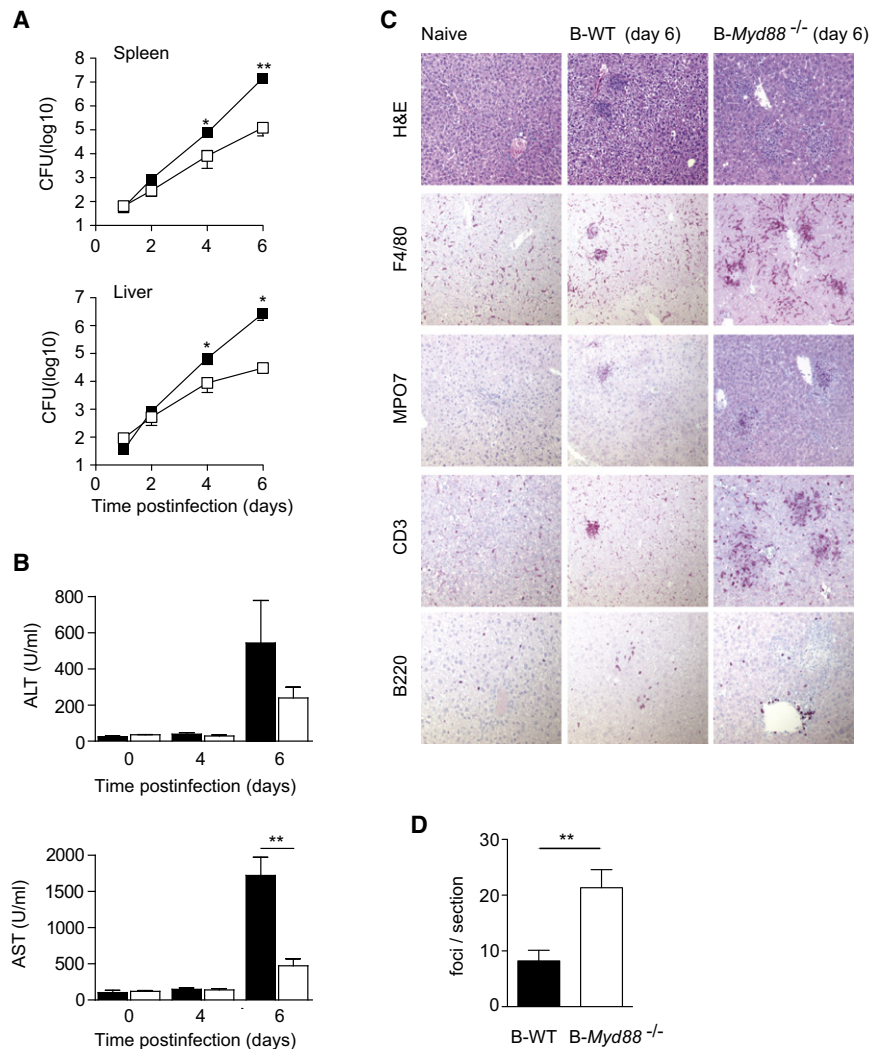 A
Spleen
8
7
6
5
4
3
2
1
CFU(log10)
**
*
0
2
4
6
Liver
7
6
5
4
3
2
1
CFU(log10)
*
*
0
2
4
6
Time postinfection (days)
B
800
600
400
200
0
ALT (U/ml)
0
4
6
Time postinfection (days)
2000
1500
1000
500
0
AST (U/ml)
**
0
4
6
Time postinfection (days)
C
Naive
B-WT (day 6)
B-Myd88 -/- (day 6)
H&E
F4/80
MPO7
CD3
B220
D
30
20
10
0
foci / section
**
B-WT
B-Myd88 -/-